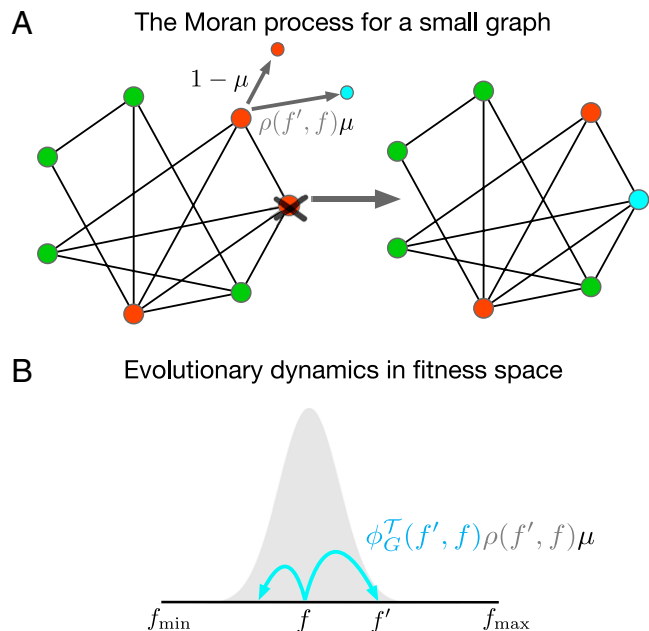 A The Moran process for a small graph
1 − μ
ρ(f′, f)μ
B Evolutionary dynamics in fitness space
ϕ_G^𝒯(f′, f)ρ(f′, f)μ
f_min f f′ f_max